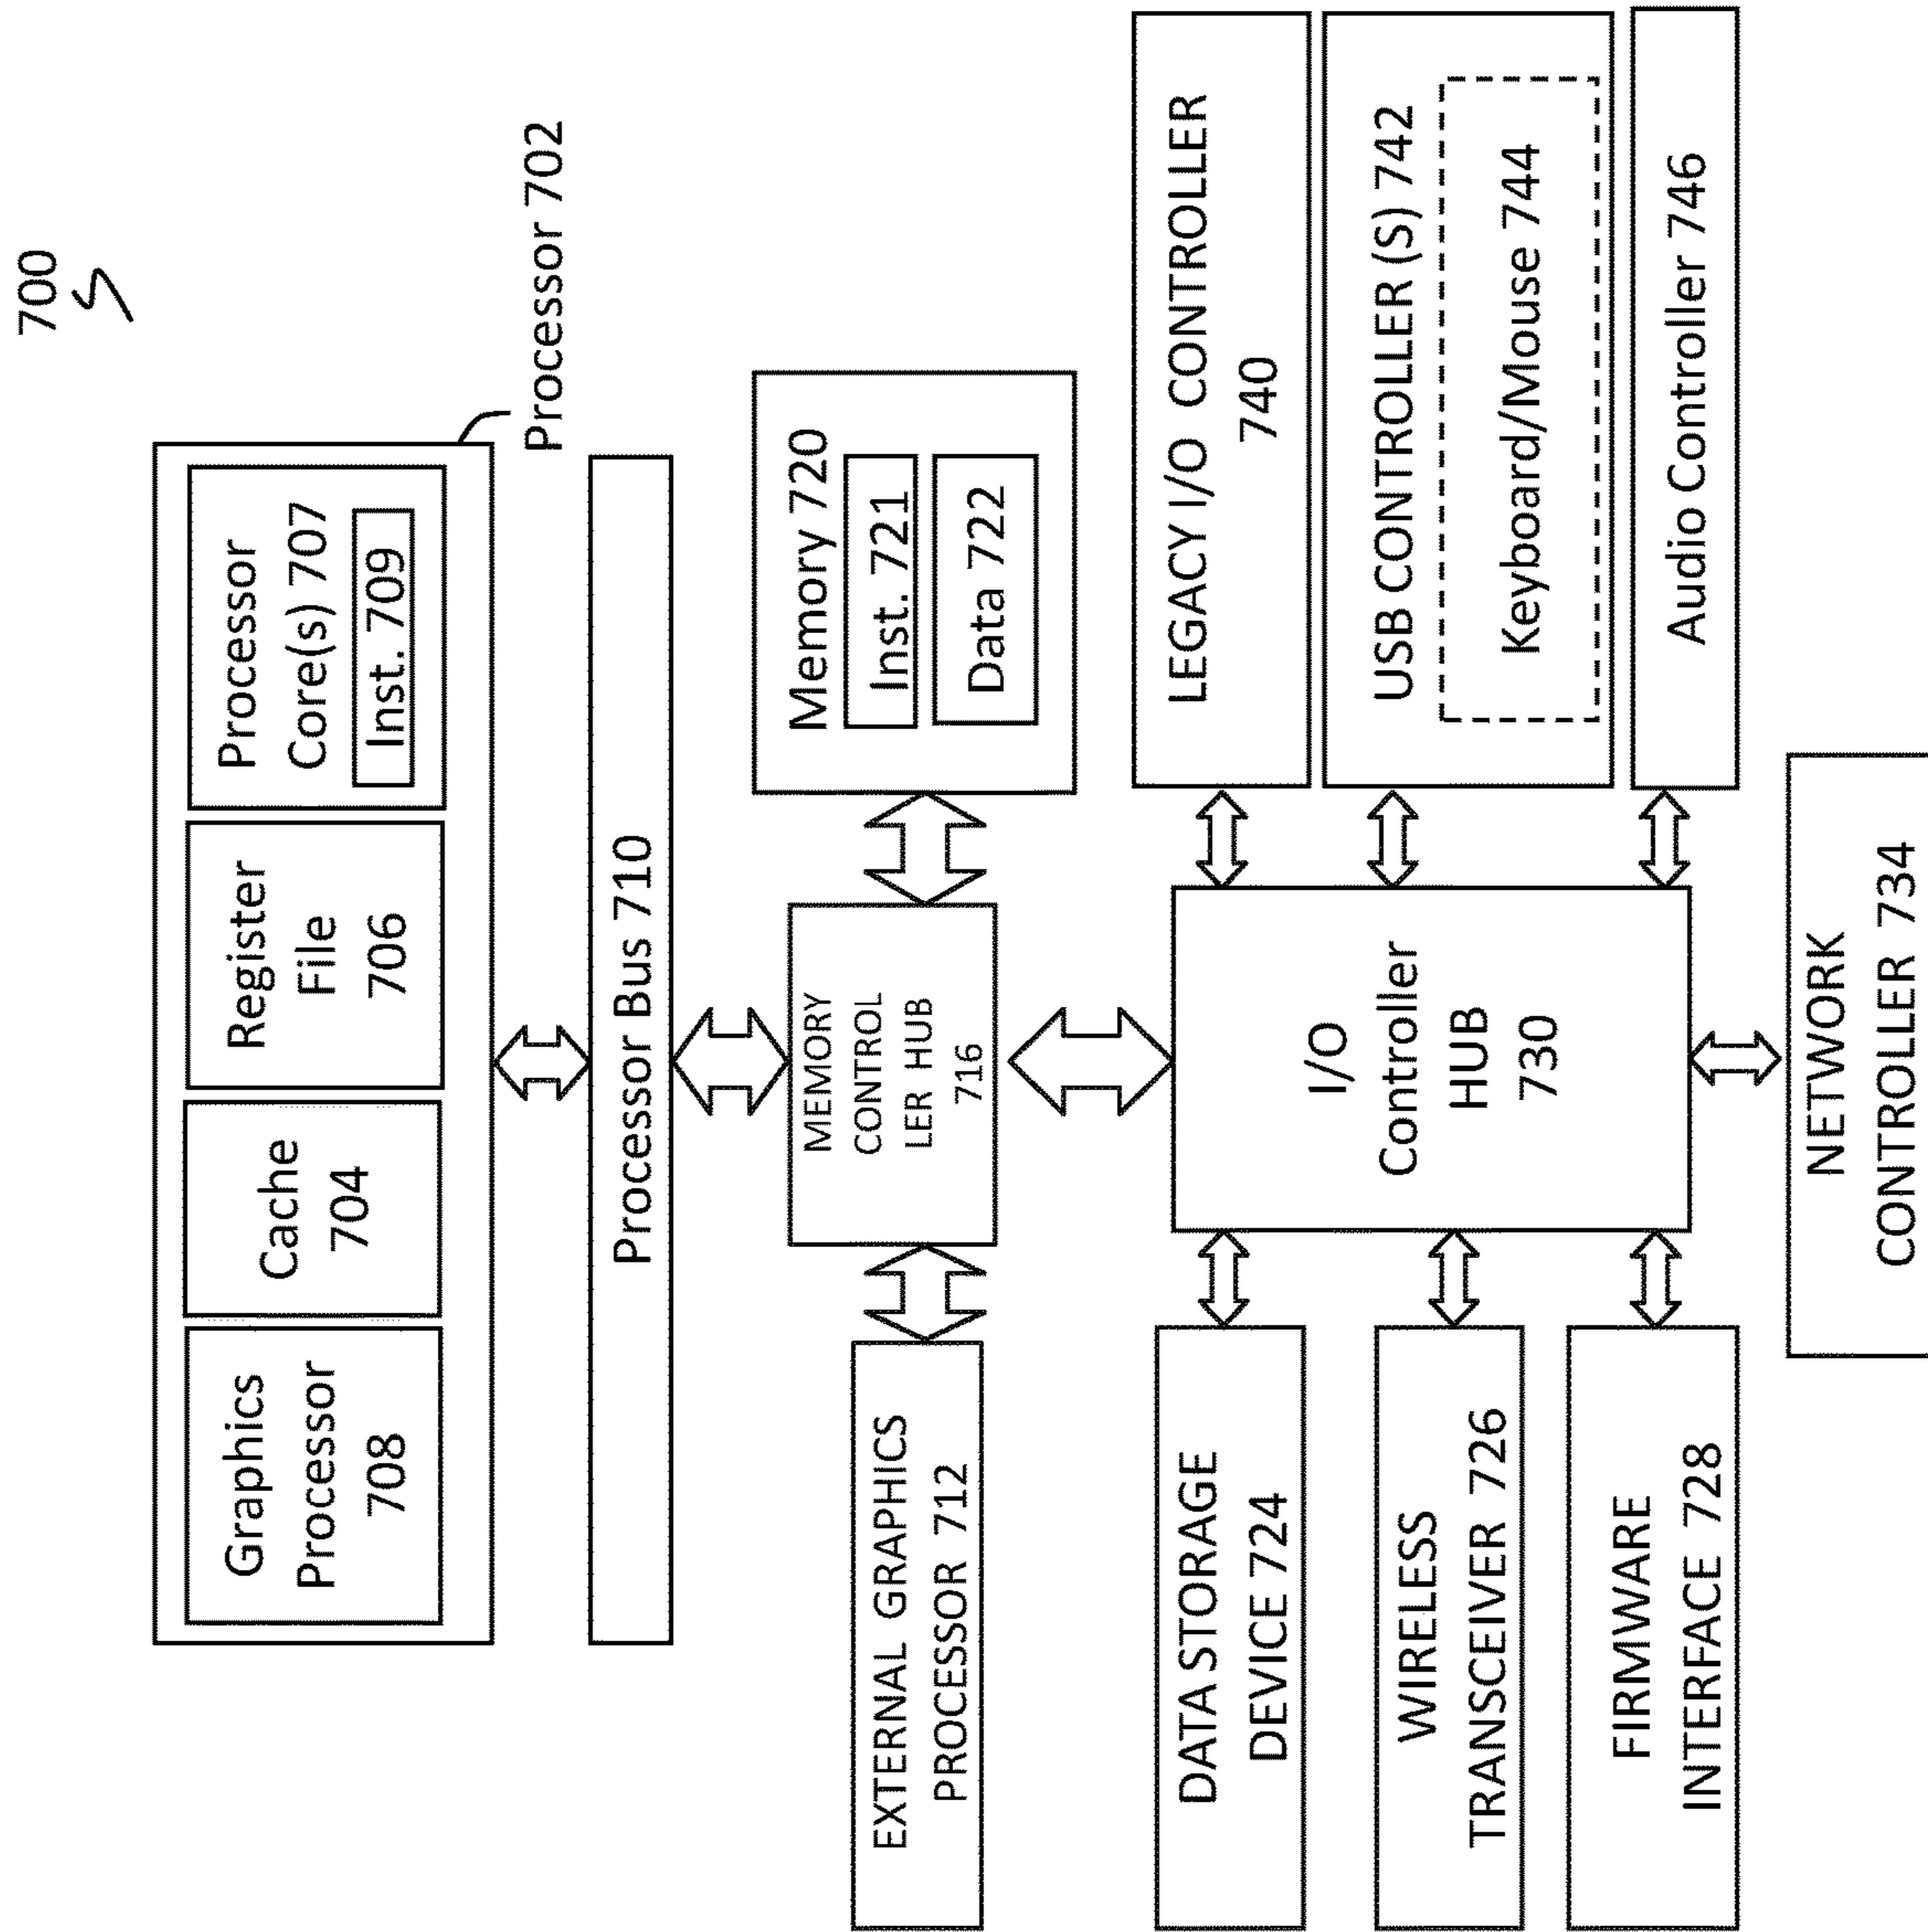 700
Processor 702
Graphics
Processor
708
Cache
704
Register
File
706
Processor
Core(s) 707
Inst. 709
Processor Bus 710
EXTERNAL GRAPHICS
PROCESSOR 712
MEMORY
CONTROL
LER HUB
716
Memory 720
Inst. 721
Data 722
DATA STORAGE
DEVICE 724
WIRELESS
TRANSCEIVER 726
FIRMWARE
INTERFACE 728
I/O
Controller
HUB
730
LEGACY I/O CONTROLLER
740
USB CONTROLLER (S) 742
Keyboard/Mouse 744
Audio Controller 746
NETWORK
CONTROLLER 734